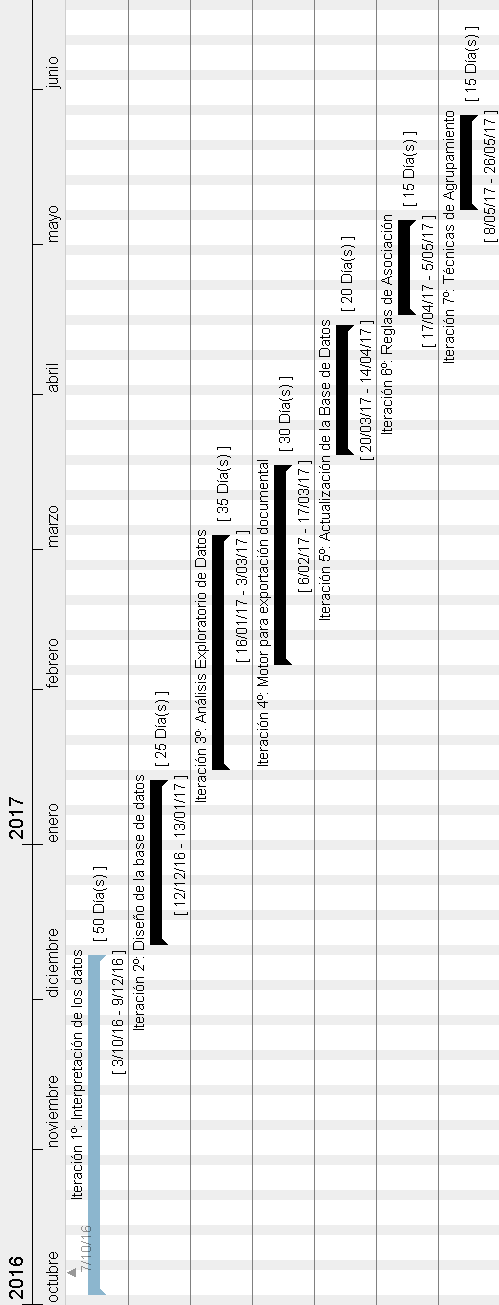 2016
2017
octubre
noviembre
diciembre
enero
febrero
marzo
abril
mayo
junio
7/10/16
Iteración 1º: Interpretación de los datos
[ 50 Día(s) ]
[ 3/10/16 - 9/12/16 ]
Iteración 2º: Diseño de la base de datos
[ 25 Día(s) ]
[ 12/12/16 - 13/01/17 ]
Iteración 3º: Análisis Exploratorio de Datos
[ 35 Día(s) ]
[ 16/01/17 - 3/03/17 ]
Iteración 4º: Motor para exportación documental
[ 30 Día(s) ]
[ 6/02/17 - 17/03/17 ]
Iteración 5º: Actualización de la Base de Datos
[ 20 Día(s) ]
[ 20/03/17 - 14/04/17 ]
Iteración 6º: Reglas de Asociación
[ 15 Día(s) ]
[ 17/04/17 - 5/05/17 ]
Iteración 7º: Técnicas de Agrupamiento
[ 15 Día(s) ]
[ 8/05/17 - 26/05/17 ]